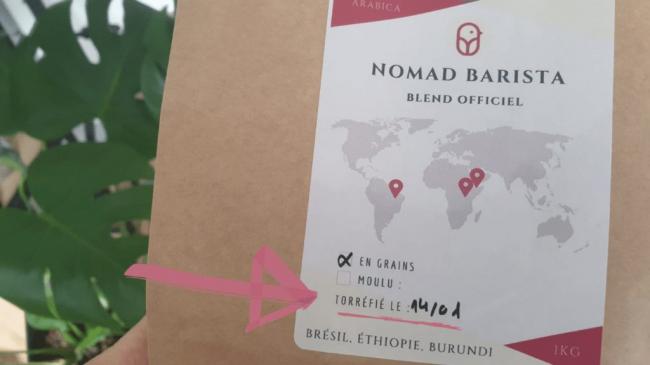 ARABICA
NOMAD BARISTA
BLEND OFFICIEL
EN GRAINS
MOULU :
TORRÉFIÉ LE : 14/01
BRÉSIL, ÉTHIOPIE, BURUNDI
1KG